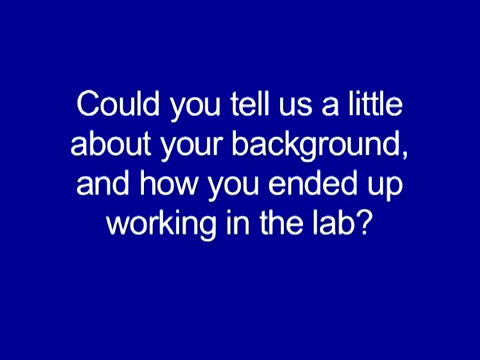 Could you tell us a little
about your background,
and how you ended up
working in the lab?